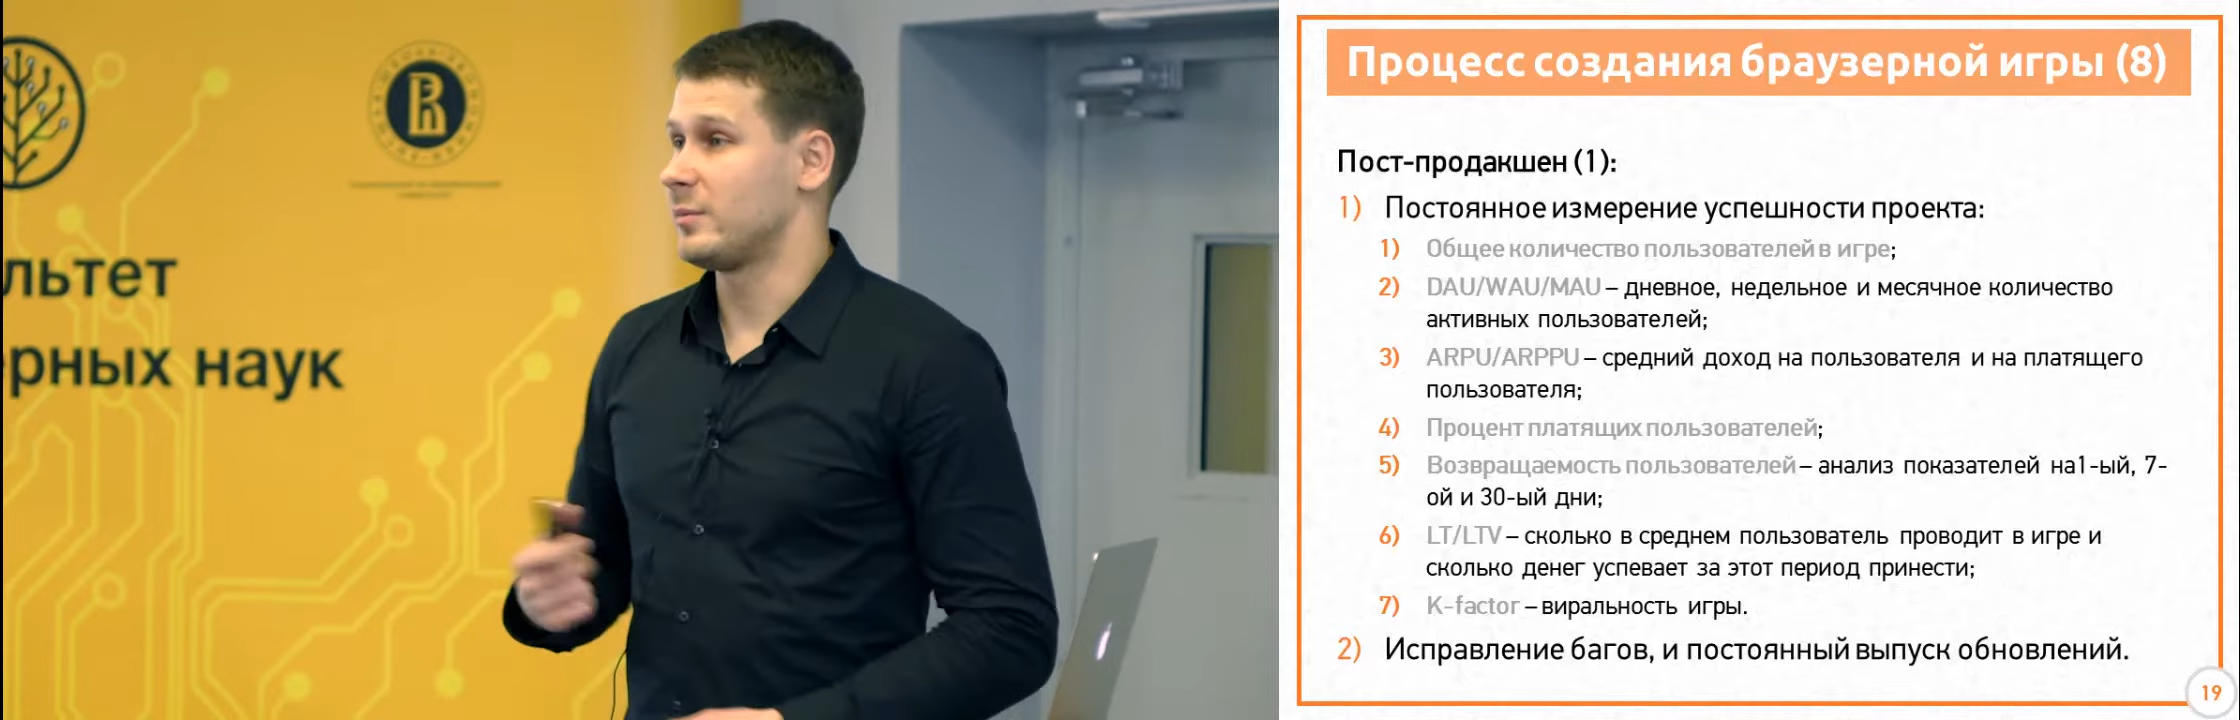 льтет
рных наук
Процесс создания браузерной игры (8)
Пост-продакшен (1):
1) Постоянное измерение успешности проекта:
1) Общее количество пользователей в игре;
2) DAU/WAU/MAU – дневное, недельное и месячное количество
активных пользователей;
3) ARPU/ARPPU – средний доход на пользователя и на платящего
пользователя;
4) Процент платящих пользователей;
5) Возвращаемость пользователей – анализ показателей на1-ый, 7-
ой и 30-ый дни;
6) LT/LTV – сколько в среднем пользователь проводит в игре и
сколько денег успевает за этот период принести;
7) K-factor – виральность игры.
2) Исправление багов, и постоянный выпуск обновлений.
19